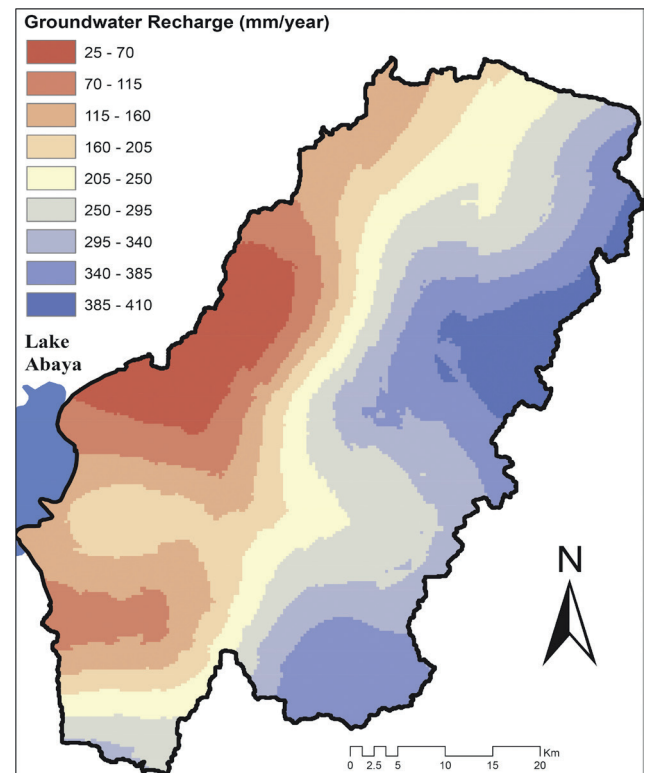 Groundwater Recharge (mm/year)
25 - 70
70 - 115
115 - 160
160 - 205
205 - 250
250 - 295
295 - 340
340 - 385
385 - 410
Lake
Abaya
N
Km
0 2.5 5 10 15 20